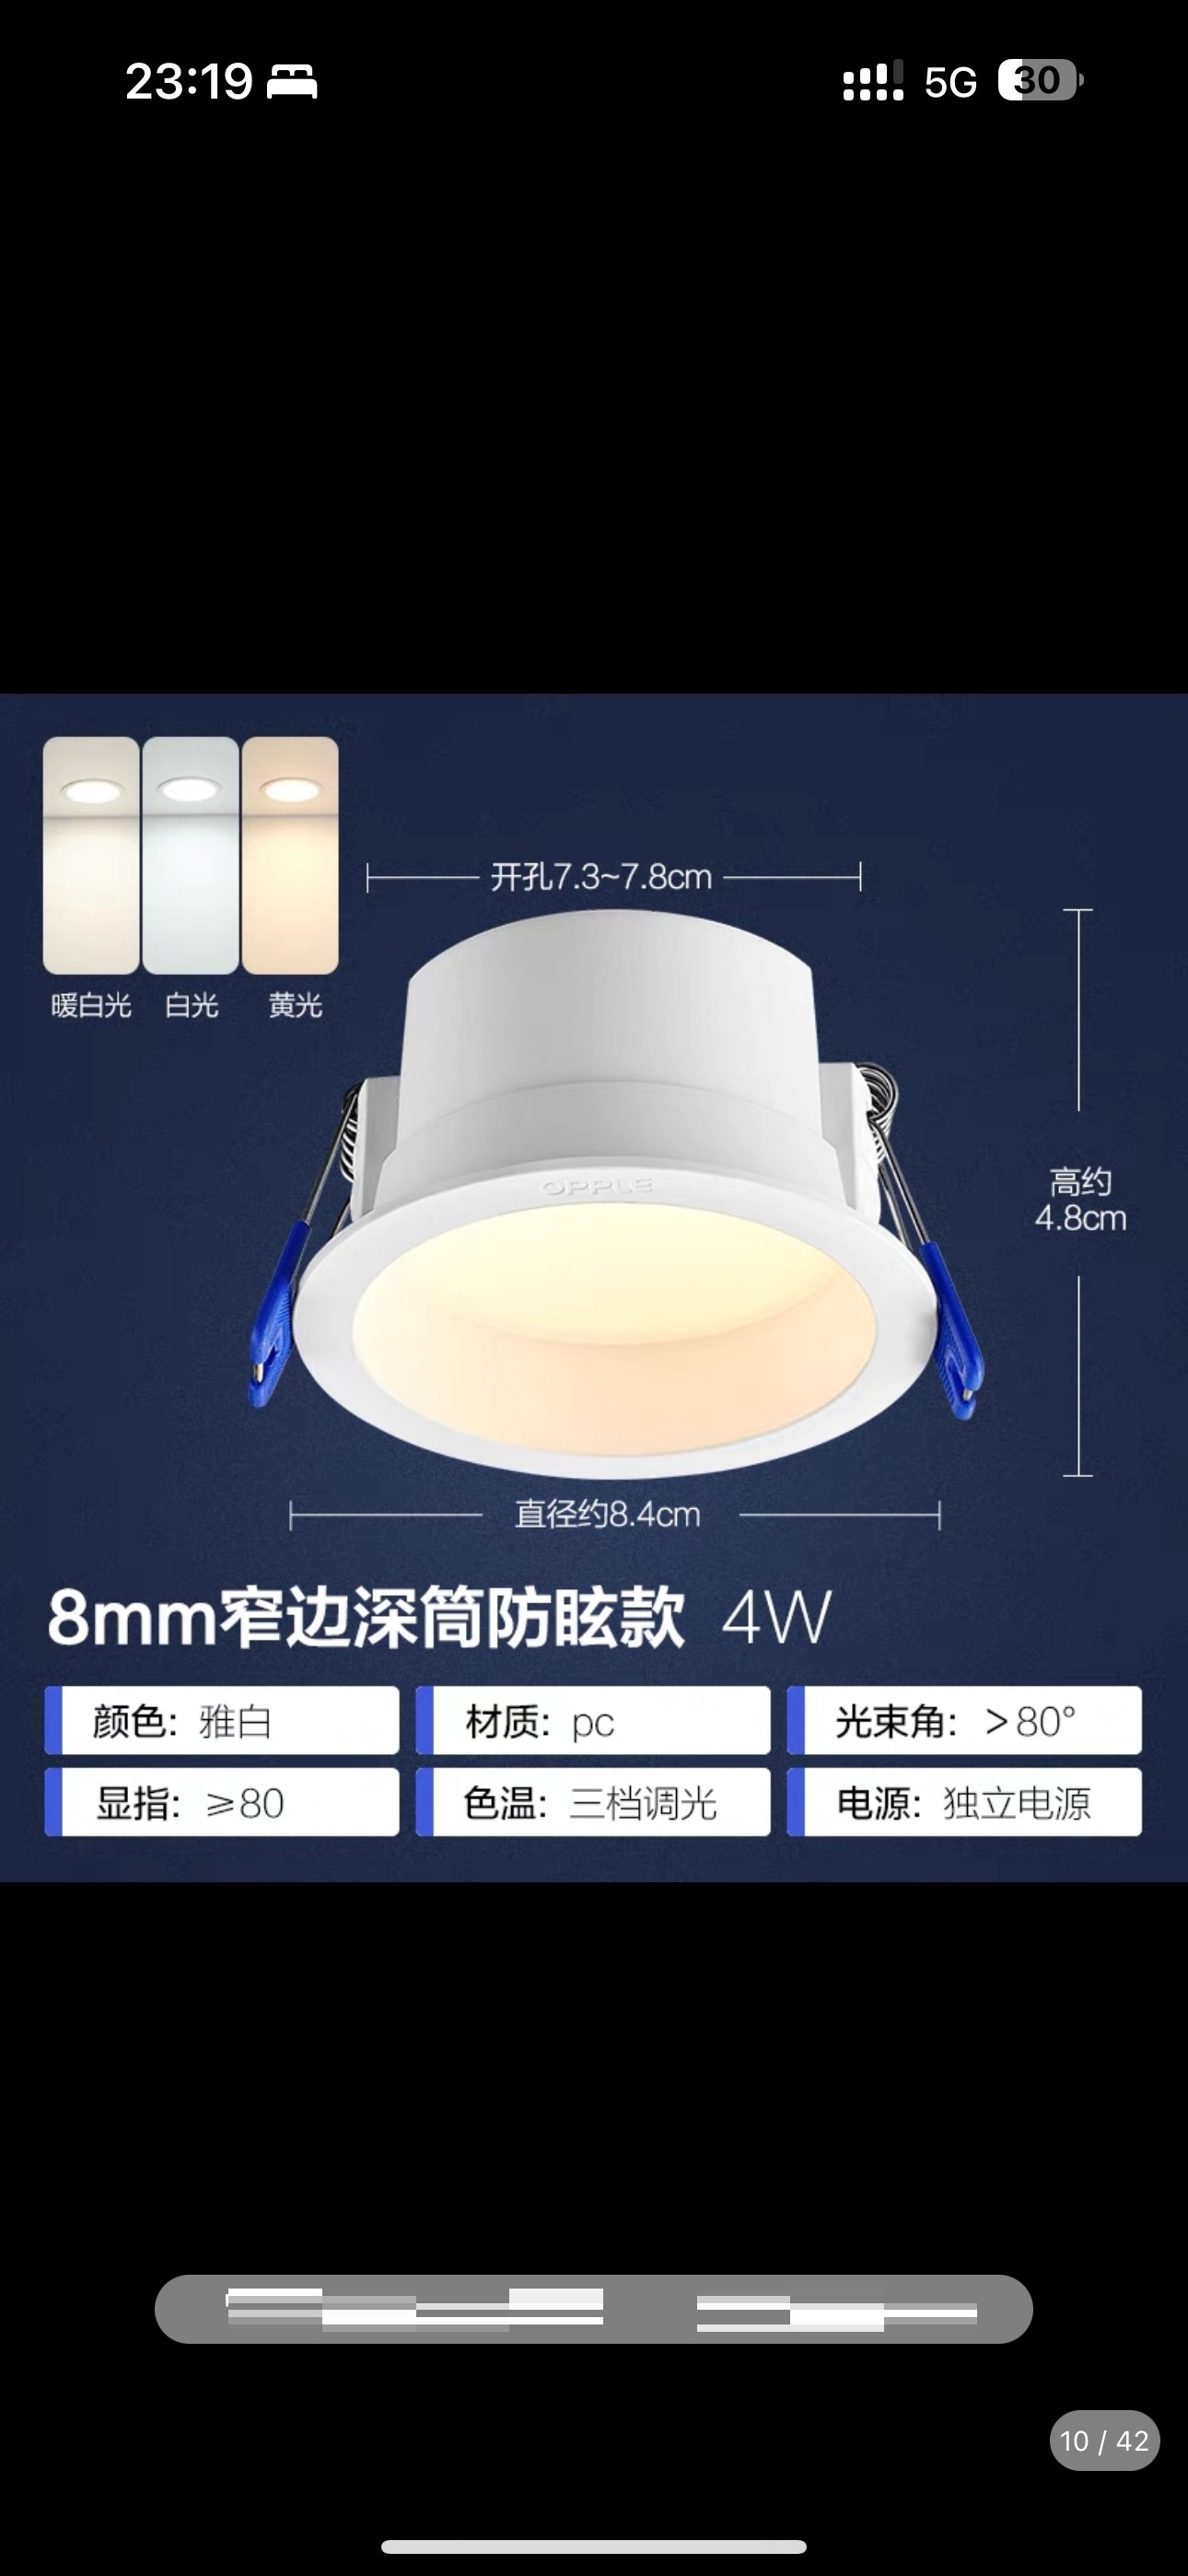 23:19
5G
30
暖白光
白光
黄光
开孔7.3~7.8cm
高约
4.8cm
OPPLE
直径约8.4cm
8mm窄边深筒防眩款 4W
颜色: 雅白
材质: pc
光束角: >80°
显指: ≥80
色温: 三档调光
电源: 独立电源
10 / 42